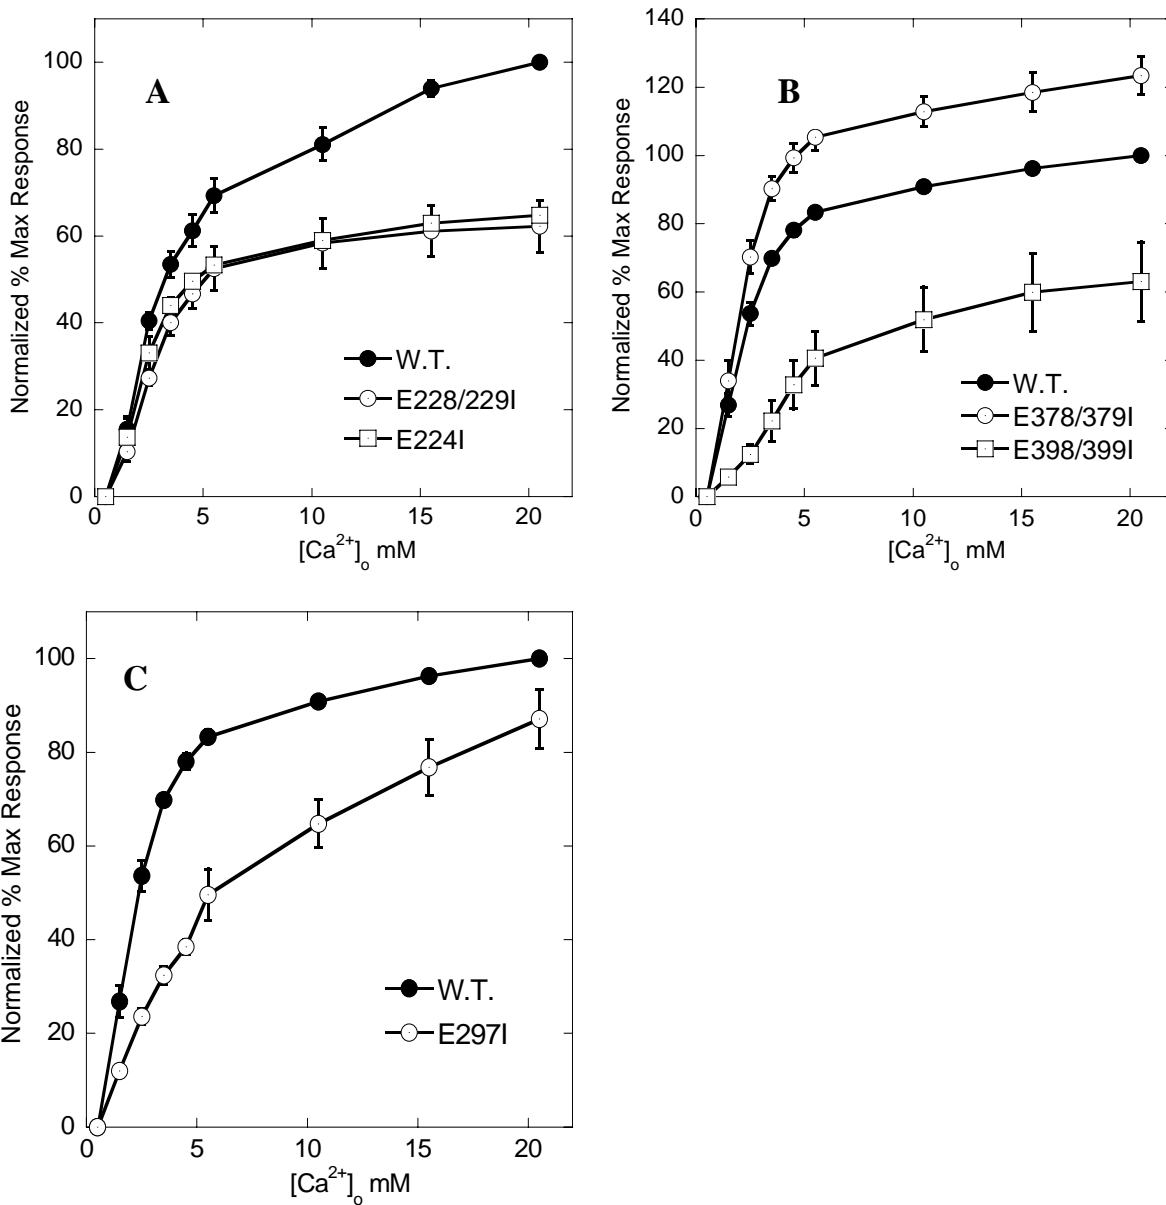 A
Normalized % Max Response
100
80
60
40
20
0
W.T.
E228/229I
E224I
0 5 10 15 20
[Ca²⁺]ₒ mM
B
Normalized % Max Response
140
120
100
80
60
40
20
0
W.T.
E378/379I
E398/399I
0 5 10 15 20
[Ca²⁺]ₒ mM
C
Normalized % Max Response
100
80
60
40
20
0
W.T.
E297I
0 5 10 15 20
[Ca²⁺]ₒ mM